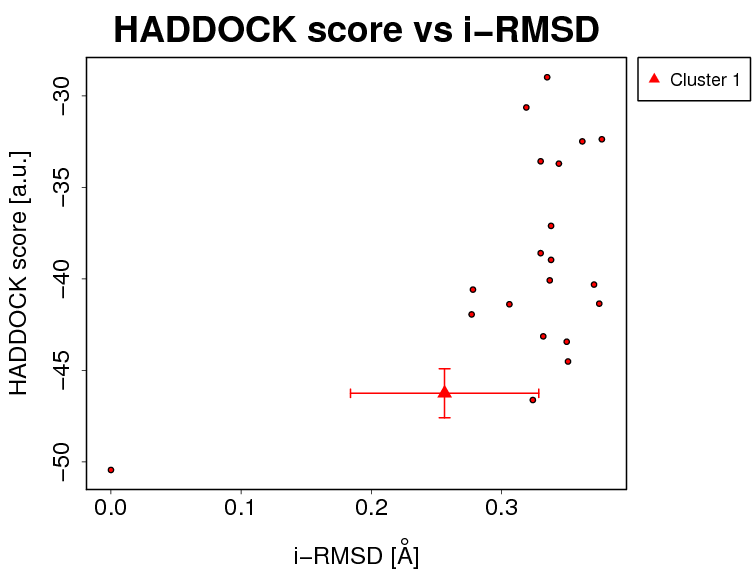 HADDOCK score vs i−RMSD
Cluster 1
HADDOCK score [a.u.]
−30
−35
−40
−45
−50
0.0 0.1 0.2 0.3
i−RMSD [Å]